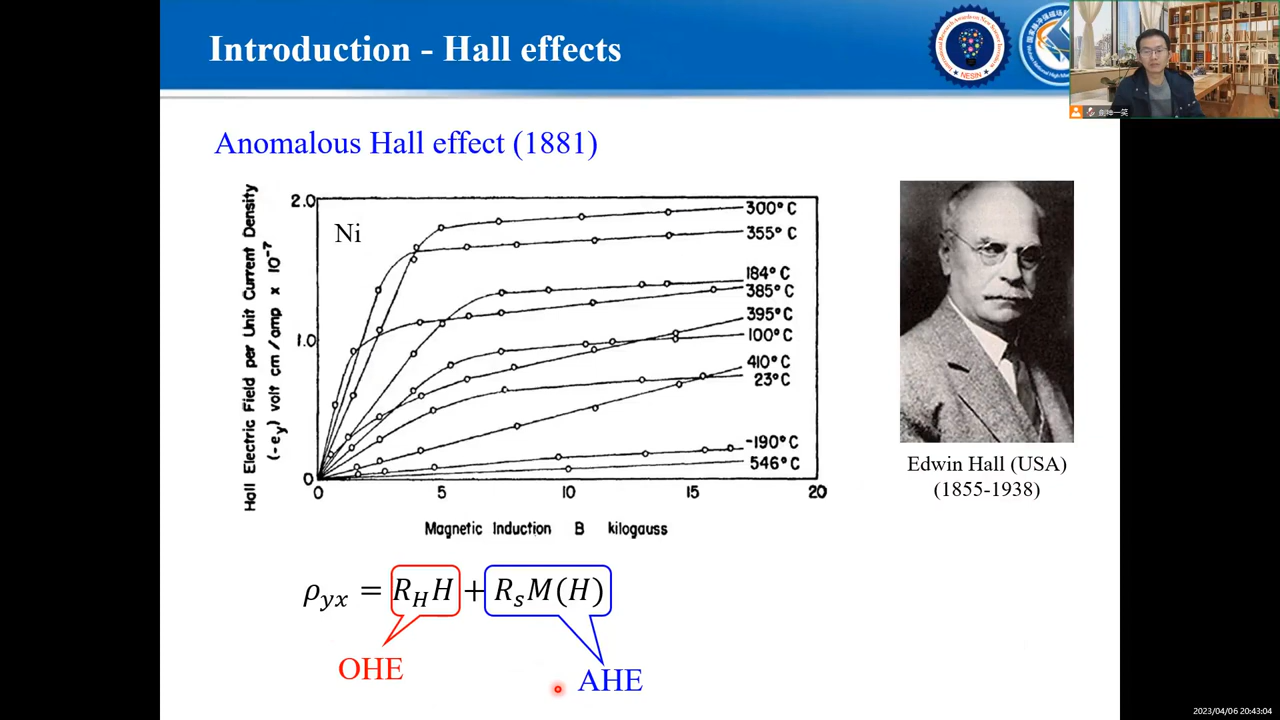 Introduction - Hall effects
NESIN
Anomalous Hall effect (1881)
Hall Electric Field per Unit Current Density
(-ey) volt cm/amp × 10⁻⁷
2.0
1.0
0
Ni
300°C
355°C
184°C
385°C
395°C
100°C
410°C
23°C
-190°C
546°C
0 5 10 15 20
Magnetic Induction B kilogauss
Edwin Hall (USA)
(1855-1938)
ρyx = R_H H + R_s M(H)
OHE
AHE
2023/04/06 20:43:04